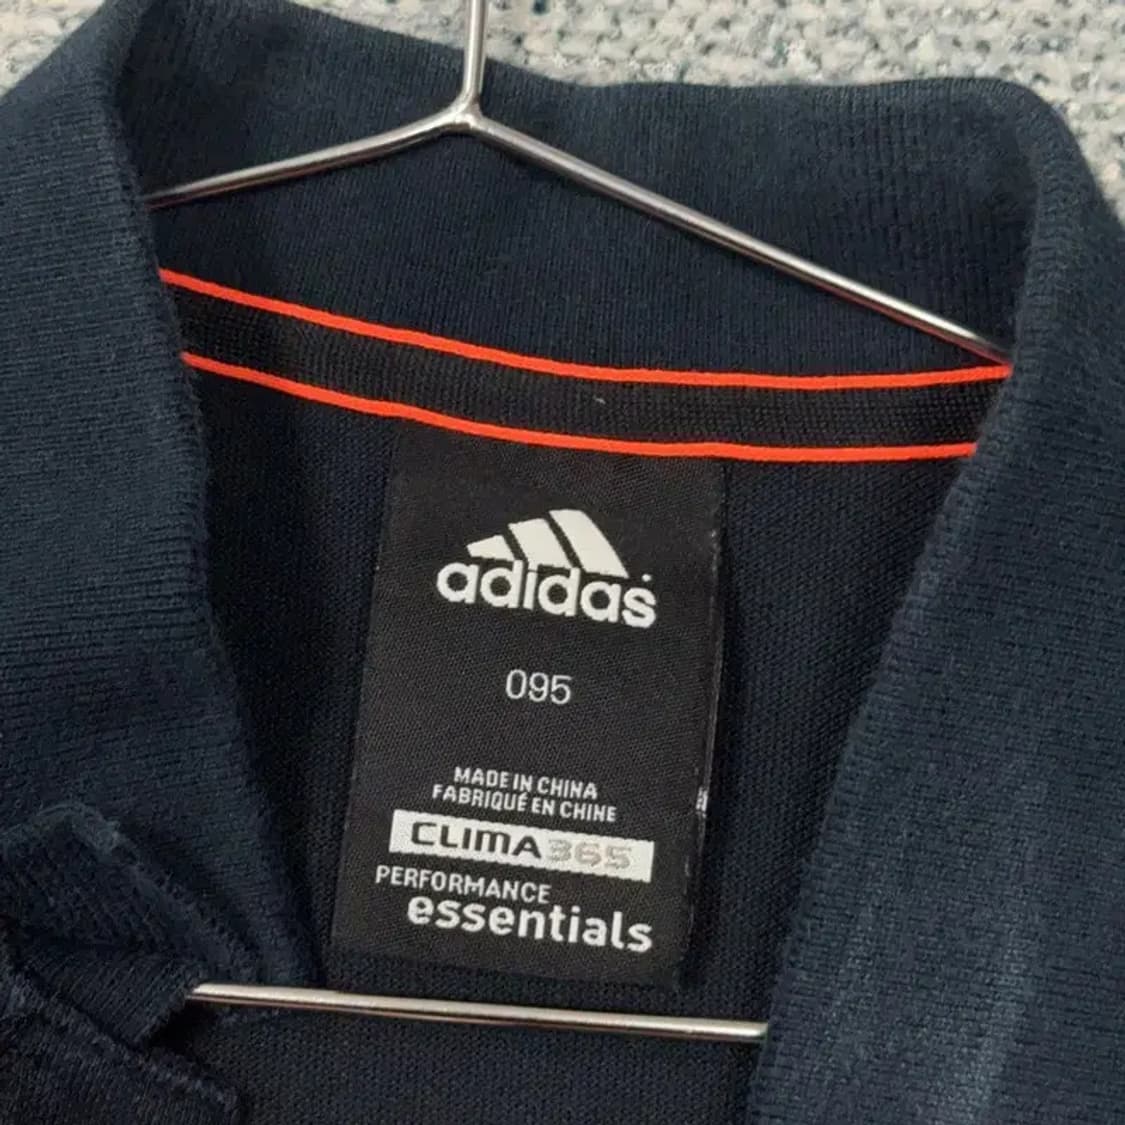 adidas
095
MADE IN CHINA
FABRIQUÉ EN CHINE
CLIMA365
PERFORMANCE
essentials